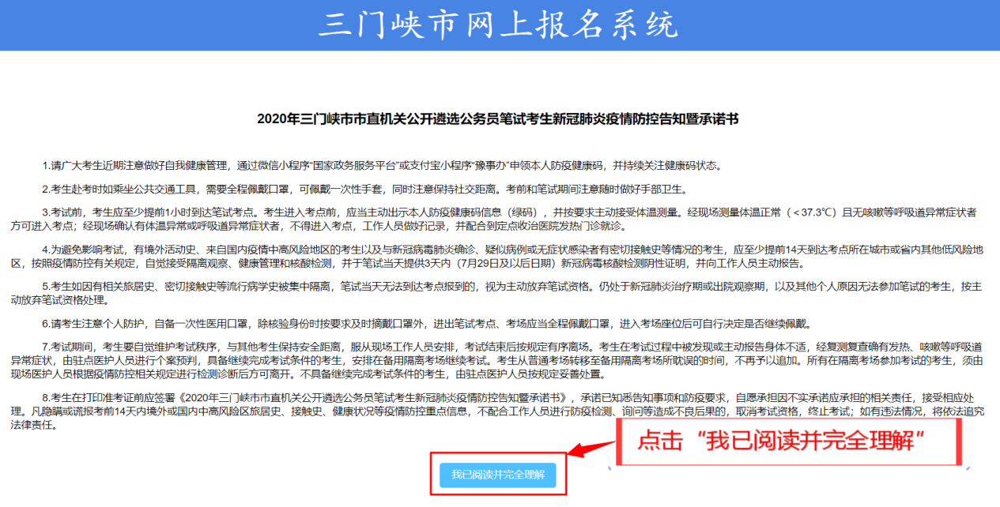 三门峡市网上报名系统
2020年三门峡市市直机关公开遴选公务员笔试考生新冠肺炎疫情防控告知暨承诺书
1.请广大考生近期注意做好自我健康管理，通过微信小程序“国家政务服务平台”或支付宝小程序“豫事办”申领本人防疫健康码，并持续关注健康码状态。
2.考生赴考时如乘坐公共交通工具，需要全程佩戴口罩，可佩戴一次性手套，同时注意保持社交距离。考前和笔试期间注意随时做好手部卫生。
3.考试前，考生应至少提前1小时到达笔试考点。考生进入考点前，应当主动出示本人防疫健康码信息（绿码），并按要求主动接受体温测量。经现场测量体温正常（＜37.3℃）且无咳嗽等呼吸道异常症状者
方可进入考点；经现场确认有体温异常或呼吸道异常症状者，不得进入考点，工作人员做好记录，并配合到定点收治医院发热门诊就诊。
4.为避免影响考试，有境外活动史、来自国内疫情中高风险地区的考生以及与新冠病毒肺炎确诊、疑似病例或无症状感染者有密切接触史等情况的考生，应至少提前14天到达考点所在城市或省内其他低风险地
区，按照疫情防控有关规定，自觉接受隔离观察、健康管理和核酸检测，并于笔试当天提供3天内（7月29日及以后日期）新冠病毒核酸检测阴性证明，并向工作人员主动报告。
5.考生如因有相关旅居史、密切接触史等流行病学史被集中隔离，笔试当天无法到达考点报到的，视为主动放弃笔试资格。仍处于新冠肺炎治疗期或出院观察期，以及其他个人原因无法参加笔试的考生，按主
动放弃笔试资格处理。
6.请考生注意个人防护，自备一次性医用口罩，除核验身份时按要求及时摘戴口罩外，进出笔试考点、考场应当全程佩戴口罩，进入考场座位后可自行决定是否继续佩戴。
7.考试期间，考生要自觉维护考试秩序，与其他考生保持安全距离，服从现场工作人员安排，考试结束后按规定有序离场。考生在考试过程中被发现或主动报告身体不适，经复测复查确有发热、咳嗽等呼吸道
异常症状，由驻点医护人员进行个案预判，具备继续完成考试条件的考生，安排在备用隔离考场继续考试。考生从普通考场转移至备用隔离考场所耽误的时间，不再予以追加。所有在隔离考场参加考试的考生，须由
现场医护人员根据疫情防控相关规定进行检测诊断后方可离开。不具备继续完成考试条件的考生，由驻点医护人员按规定妥善处置。
8.考生在打印准考证前应签署《2020年三门峡市市直机关公开遴选公务员笔试考生新冠肺炎疫情防控告知暨承诺书》，承诺已知悉告知事项和防疫要求，自愿承担因不实承诺应承担的相关责任，接受相应处
理。凡隐瞒或谎报考前14天内境外或国内中高风险区旅居史、接触史、健康状况等疫情防控重点信息，不配合工作人员进行防疫检测、询问等造成不良后果的，取消考试资格，终止考试；如有违法情况，将依法追究
法律责任。
点击“我已阅读并完全理解”
我已阅读并完全理解